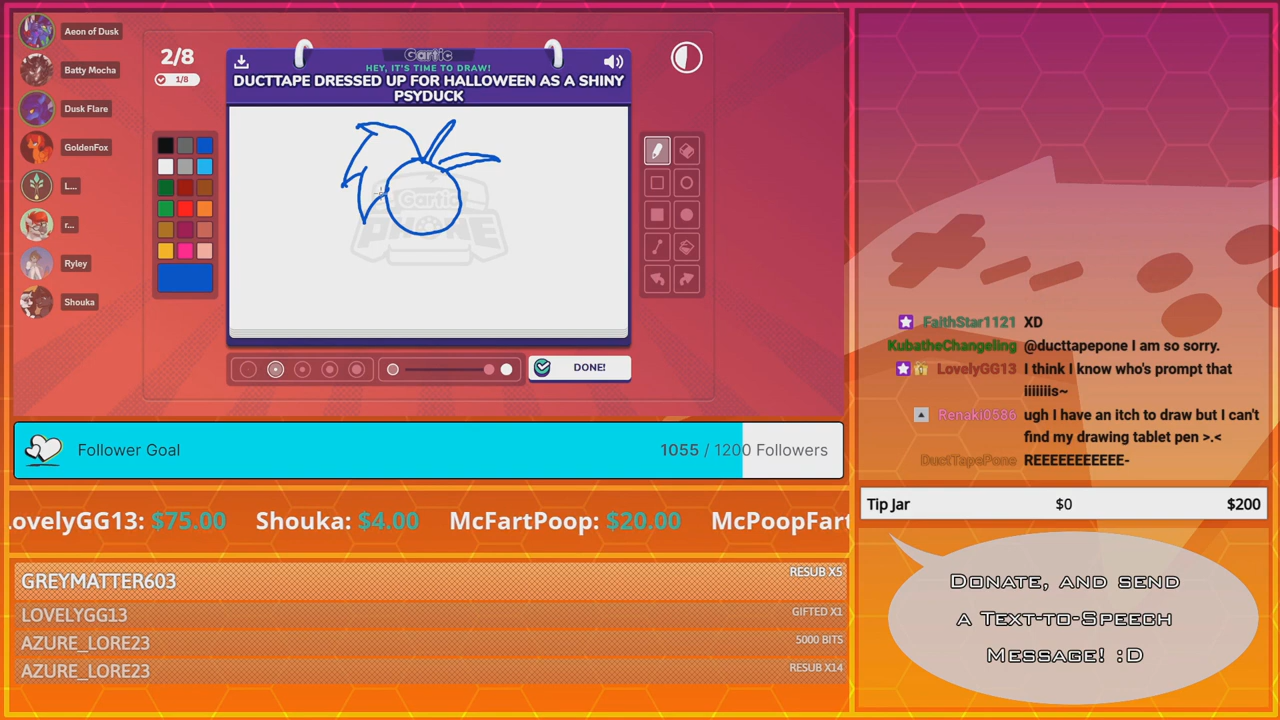 Aeon of Dusk
Batty Mocha
Dusk Flare
GoldenFox
L...
r...
Ryley
Shouka
2/8
1/8
Gartic
HEY, IT'S TIME TO DRAW!
DUCTTAPE DRESSED UP FOR HALLOWEEN AS A SHINY
PSYDUCK
Gartic
PHONE
DONE!
Follower Goal
1055 / 1200 Followers
.ovelyGG13: $75.00 Shouka: $4.00 McFartPoop: $20.00 McPoopFart
GREYMATTER603 RESUB X5
LOVELYGG13 GIFTED X1
AZURE_LORE23 5000 BITS
AZURE_LORE23 RESUB X14
FaithStar1121 XD
KubatheChangeling @ducttapepone I am so sorry.
LovelyGG13 I think I know who's prompt that
iiiiiiis~
Renaki0586 ugh I have an itch to draw but I can't
find my drawing tablet pen >.<
DuctTapePone REEEEEEEEEEE-
Tip Jar $0 $200
Donate, and send
a Text-to-Speech
Message! :D